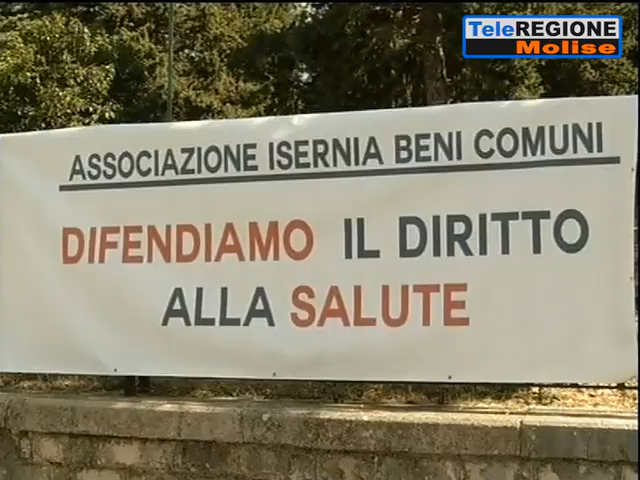 TeleREGIONE
Molise
ASSOCIAZIONE ISERNIA BENI COMUNI
DIFENDIAMO IL DIRITTO
ALLA SALUTE